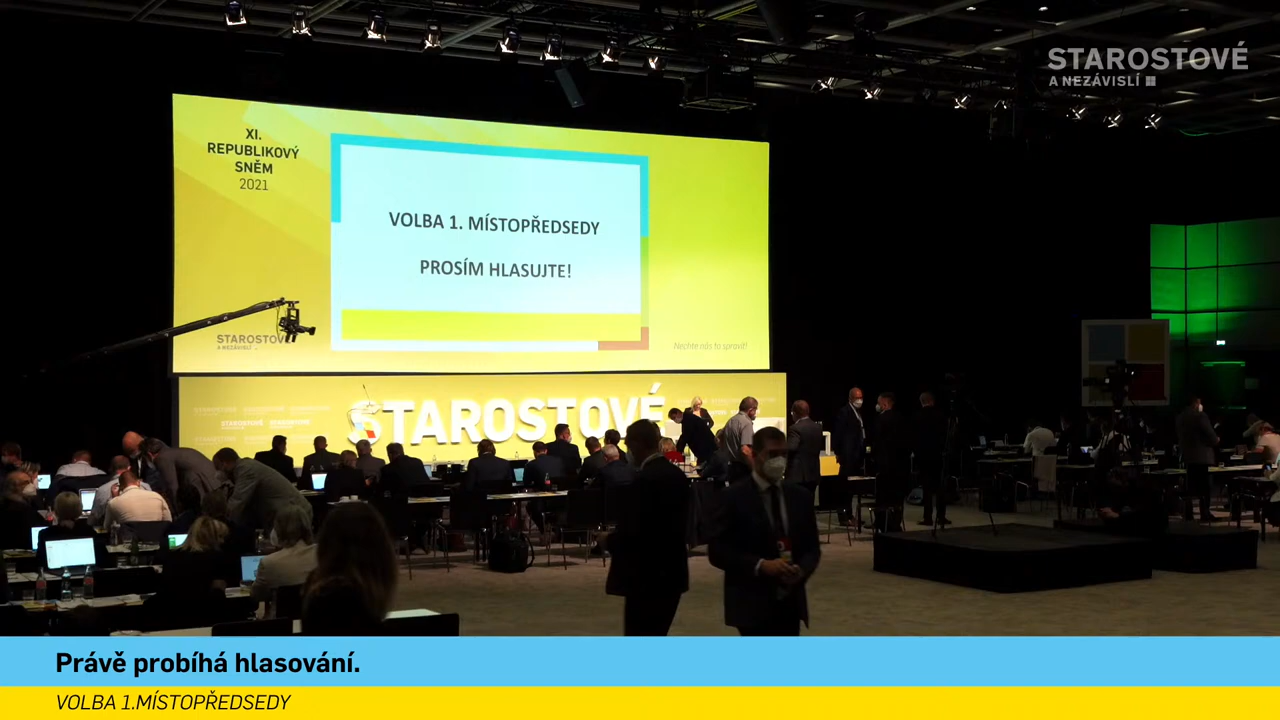 STAROSTOVÉ
A NEZÁVISLÍ
XI.
REPUBLIKOVÝ
SNĚM
2021
VOLBA 1. MÍSTOPŘEDSEDY
PROSÍM HLASUJTE!
STAROSTOVÉ
A NEZÁVISLÍ
Nechte nás to spravit!
STAROSTOVÉ
Právě probíhá hlasování.
VOLBA 1.MÍSTOPŘEDSEDY